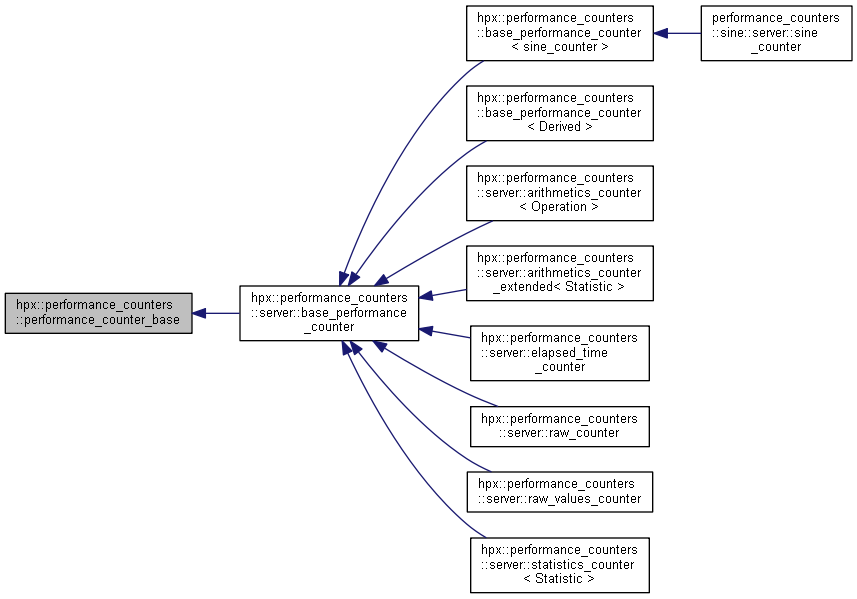 hpx::performance_counters
::performance_counter_base
hpx::performance_counters
::server::base_performance
_counter
hpx::performance_counters
::base_performance_counter
< sine_counter >
performance_counters
::sine::server::sine
_counter
hpx::performance_counters
::base_performance_counter
< Derived >
hpx::performance_counters
::server::arithmetics_counter
< Operation >
hpx::performance_counters
::server::arithmetics_counter
_extended< Statistic >
hpx::performance_counters
::server::elapsed_time
_counter
hpx::performance_counters
::server::raw_counter
hpx::performance_counters
::server::raw_values_counter
hpx::performance_counters
::server::statistics_counter
< Statistic >